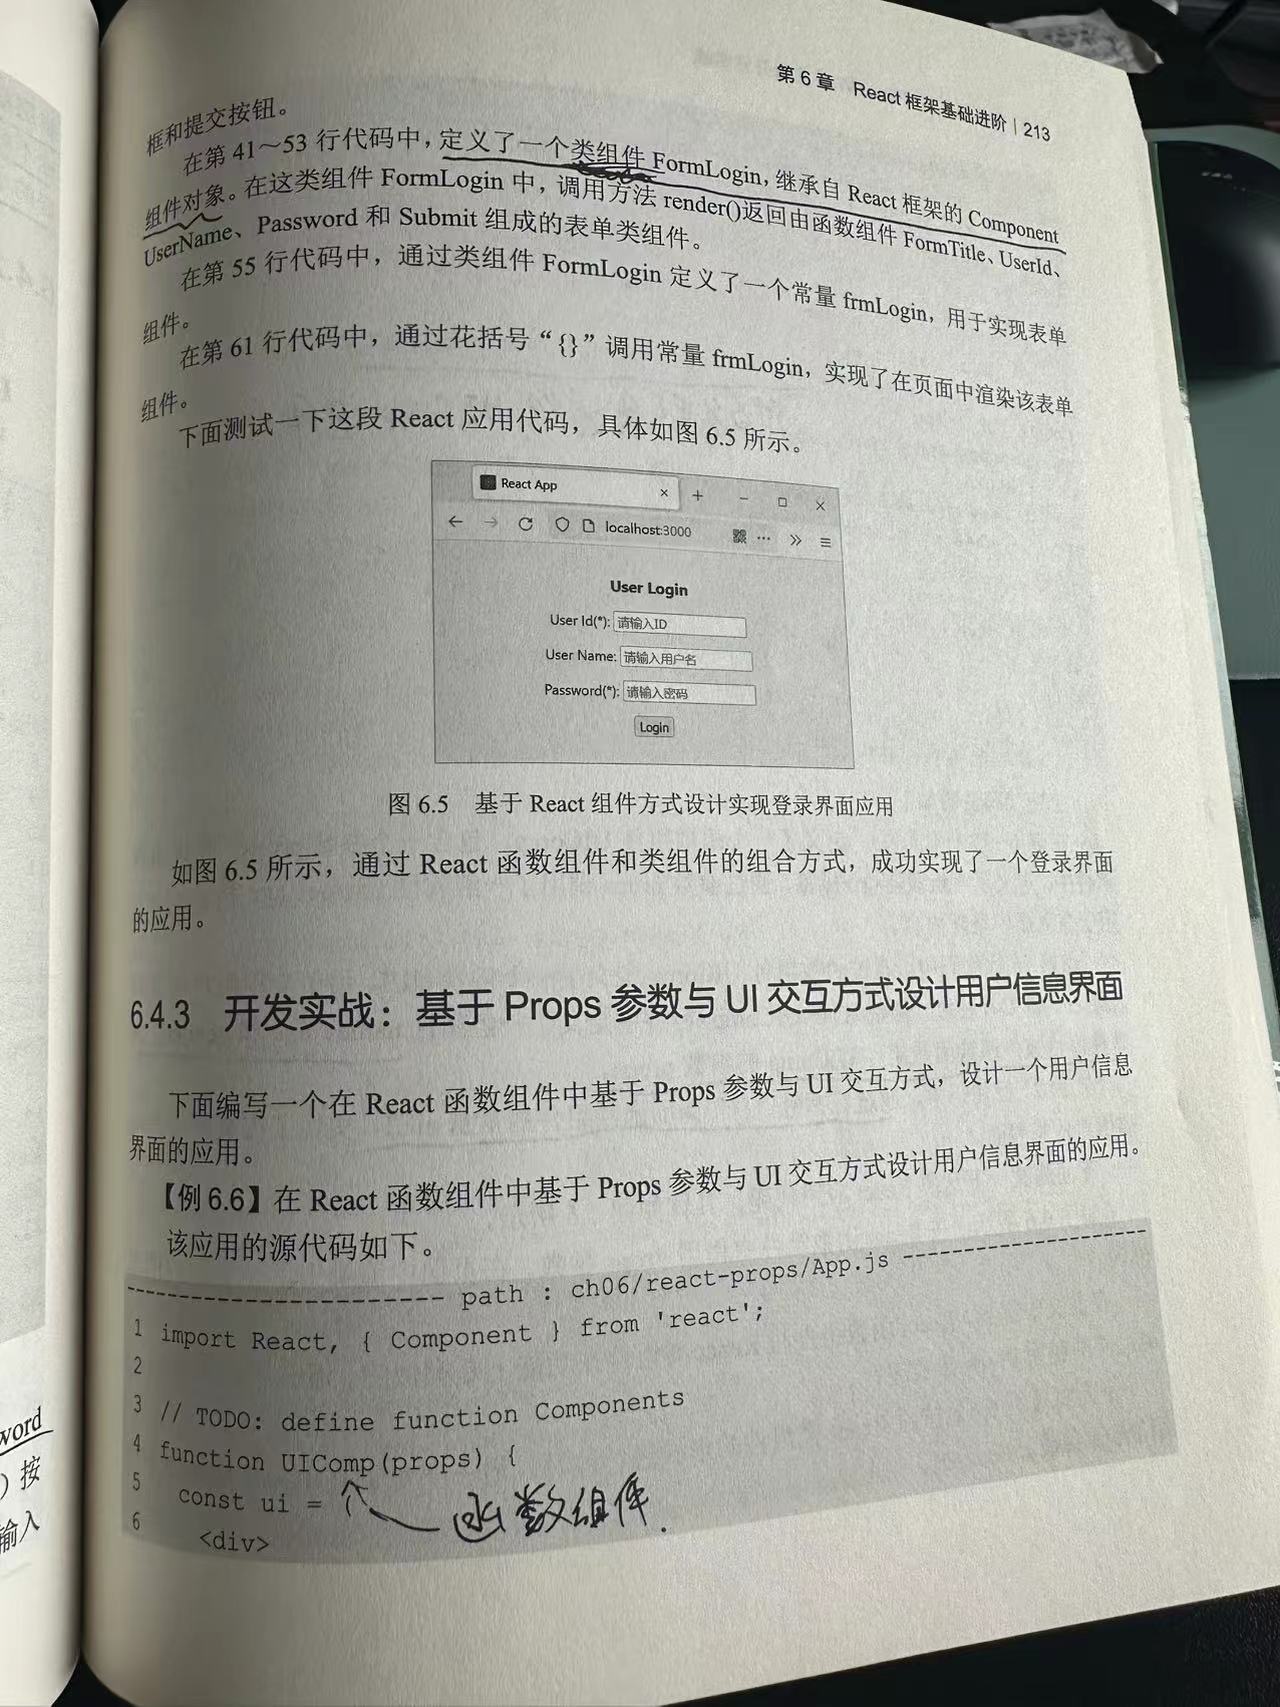 第 6 章 React 框架基础进阶 | 213
框和提交按钮。
在第 41～53 行代码中，定义了一个类组件 FormLogin，继承自 React 框架的 Component
组件对象。在这类组件 FormLogin 中，调用方法 render()返回由函数组件 FormTitle、UserId、
UserName、Password 和 Submit 组成的表单类组件。
在第 55 行代码中，通过类组件 FormLogin 定义了一个常量 frmLogin，用于实现表单
组件。
在第 61 行代码中，通过花括号“{}”调用常量 frmLogin，实现了在页面中渲染该表单
组件。
下面测试一下这段 React 应用代码，具体如图 6.5 所示。
React App
localhost:3000
User Login
User Id(*): 请输入ID
User Name: 请输入用户名
Password(*): 请输入密码
Login
图 6.5 基于 React 组件方式设计实现登录界面应用
如图 6.5 所示，通过 React 函数组件和类组件的组合方式，成功实现了一个登录界面
的应用。
6.4.3 开发实战：基于 Props 参数与 UI 交互方式设计用户信息界面
下面编写一个在 React 函数组件中基于 Props 参数与 UI 交互方式，设计一个用户信息
界面的应用。
【例 6.6】在 React 函数组件中基于 Props 参数与 UI 交互方式设计用户信息界面的应用。
该应用的源代码如下。
----------------------- path : ch06/react-props/App.js --------------------
1 import React, { Component } from 'react';
2
3 // TODO: define function Components
4 function UIComp(props) {
5 const ui =
6 <div>
函数组件.
word
）按
输入